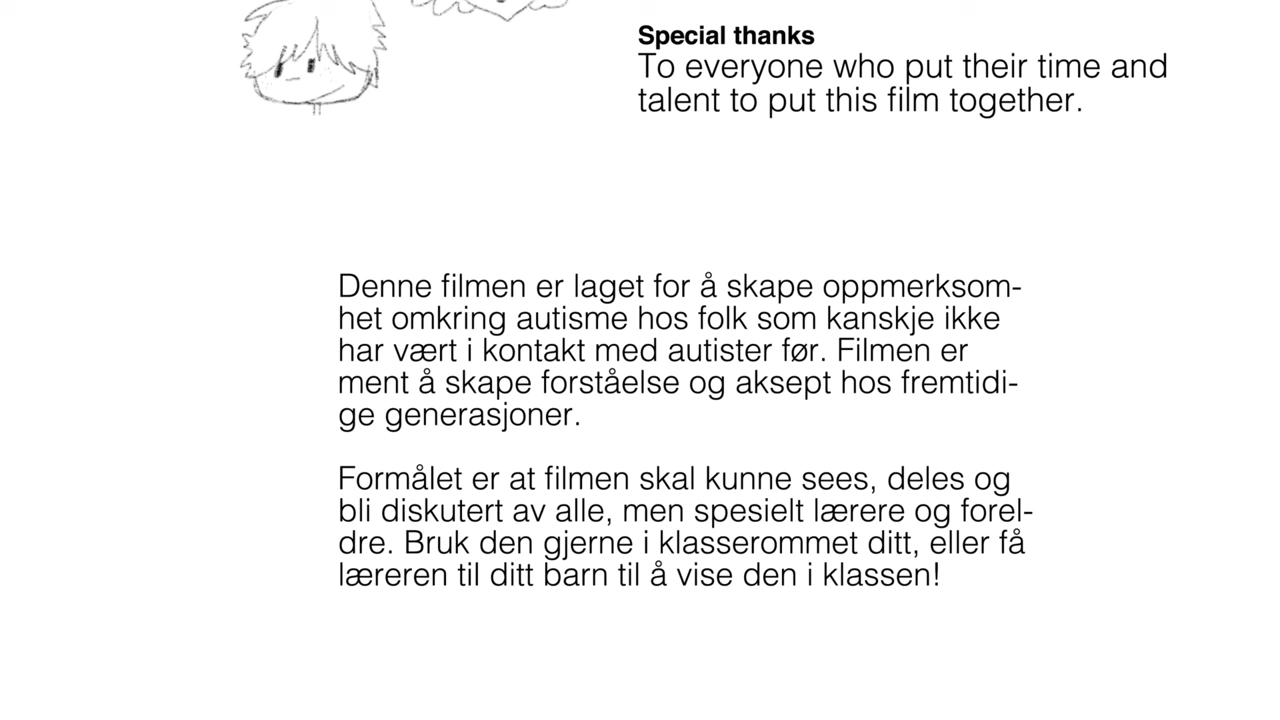 Special thanks
To everyone who put their time and
talent to put this film together.
Denne filmen er laget for å skape oppmerksom-
het omkring autisme hos folk som kanskje ikke
har vært i kontakt med autister før. Filmen er
ment å skape forståelse og aksept hos fremtidi-
ge generasjoner.
Formålet er at filmen skal kunne sees, deles og
bli diskutert av alle, men spesielt lærere og forel-
dre. Bruk den gjerne i klasserommet ditt, eller få
læreren til ditt barn til å vise den i klassen!